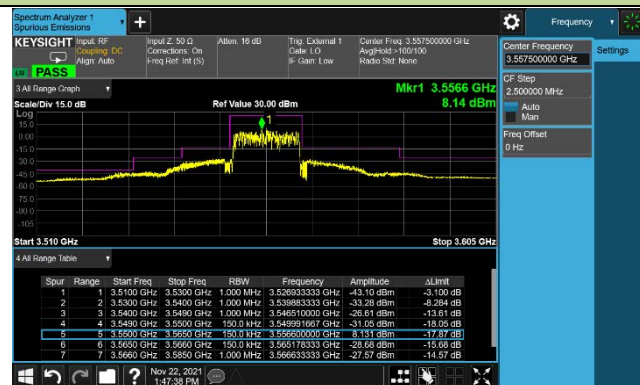 Spectrum Analyzer 1
Spurious Emissions
Frequency
KEYSIGHT Input: RF Input Z: 50 Ω Atten: 16 dB Trig: External 1 Center Freq: 3.557500000 GHz
Coupling: DC Corrections: On Gate: LO Avg|Hold:>100/100
Align: Auto Freq Ref: Int (S) IF Gain: Low Radio Std: None
PASS
Center Frequency
3.557500000 GHz
Settings
CF Step
2.500000 MHz
Auto
Man
Freq Offset
0 Hz
3 All Range Graph
Mkr1 3.5566 GHz
Scale/Div 15.0 dB Ref Value 30.00 dBm 8.14 dBm
Log
15.0
0.00
-15.0
-30.0
-45.0
-60.0
-75.0
-90.0
-105
1
Start 3.510 GHz Stop 3.605 GHz
4 All Range Table
Spur Range Start Freq Stop Freq RBW Frequency Amplitude ΔLimit
1 1 3.5100 GHz 3.5300 GHz 1.000 MHz 3.526933333 GHz -43.10 dBm -3.100 dB
2 2 3.5300 GHz 3.5400 GHz 1.000 MHz 3.539883333 GHz -33.28 dBm -8.284 dB
3 3 3.5400 GHz 3.5490 GHz 1.000 MHz 3.546510000 GHz -26.61 dBm -13.61 dB
4 4 3.5490 GHz 3.5500 GHz 150.0 kHz 3.549991667 GHz -31.05 dBm -18.05 dB
5 5 3.5500 GHz 3.5650 GHz 150.0 kHz 3.556600000 GHz 8.131 dBm -17.87 dB
6 6 3.5650 GHz 3.5660 GHz 150.0 kHz 3.565178333 GHz -28.68 dBm -15.68 dB
7 7 3.5660 GHz 3.5850 GHz 1.000 MHz 3.566633333 GHz -27.57 dBm -14.57 dB
Nov 22, 2021
1:47:38 PM